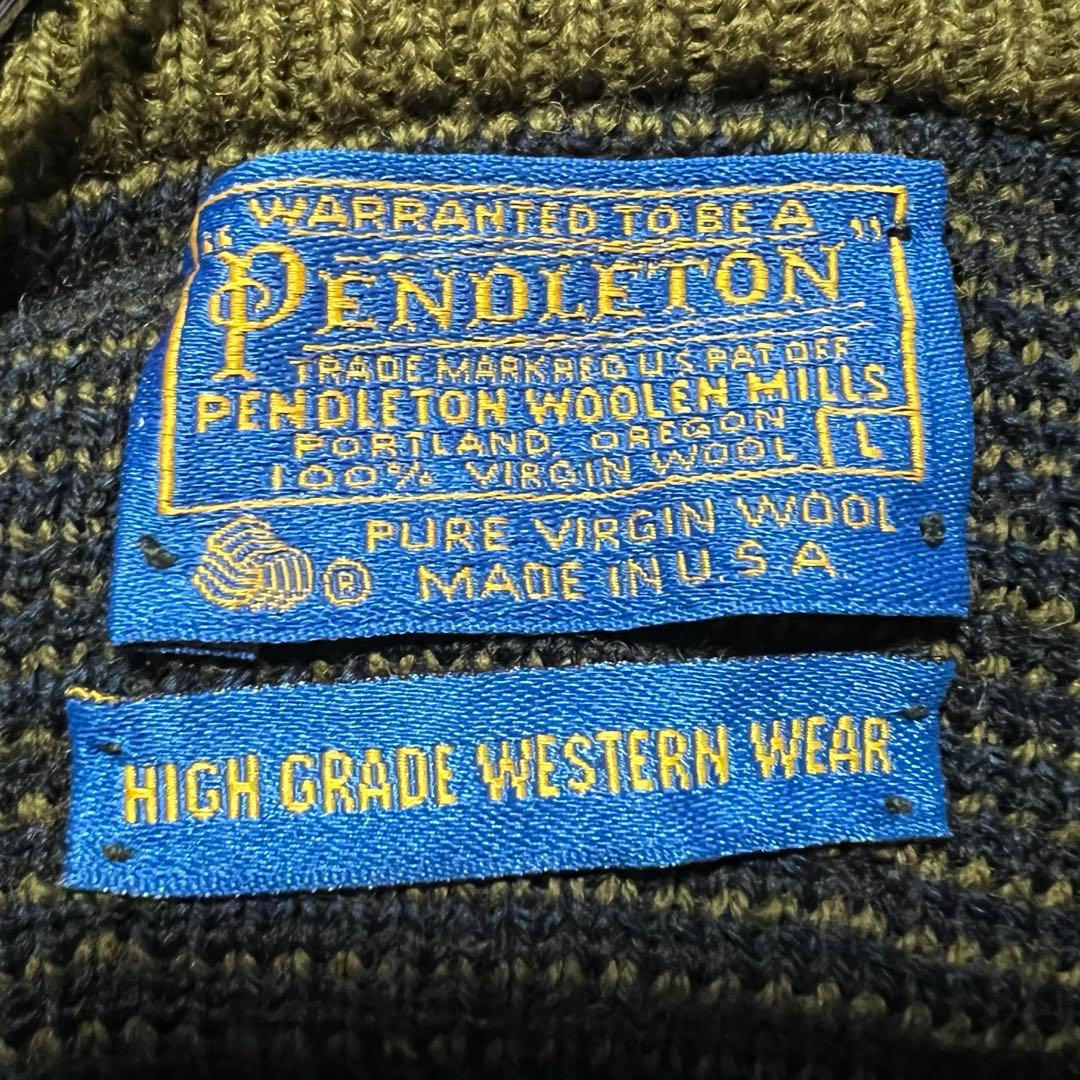 WARRANTED TO BE A
"PENDLETON"
TRADE MARK REG U.S. PAT OFF
PENDLETON WOOLEN MILLS
PORTLAND, OREGON
100% VIRGIN WOOL L
® PURE VIRGIN WOOL
MADE IN U.S.A.
HIGH GRADE WESTERN WEAR